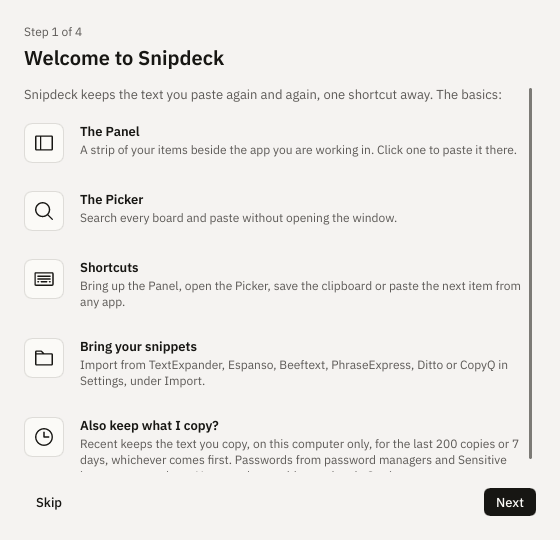 Step 1 of 4
Welcome to Snipdeck
Snipdeck keeps the text you paste again and again, one shortcut away. The basics:
The Panel
A strip of your items beside the app you are working in. Click one to paste it there.
The Picker
Search every board and paste without opening the window.
Shortcuts
Bring up the Panel, open the Picker, save the clipboard or paste the next item from
any app.
Bring your snippets
Import from TextExpander, Espanso, Beeftext, PhraseExpress, Ditto or CopyQ in
Settings, under Import.
Also keep what I copy?
Recent keeps the text you copy, on this computer only, for the last 200 copies or 7
days, whichever comes first. Passwords from password managers and Sensitive
Skip
Next